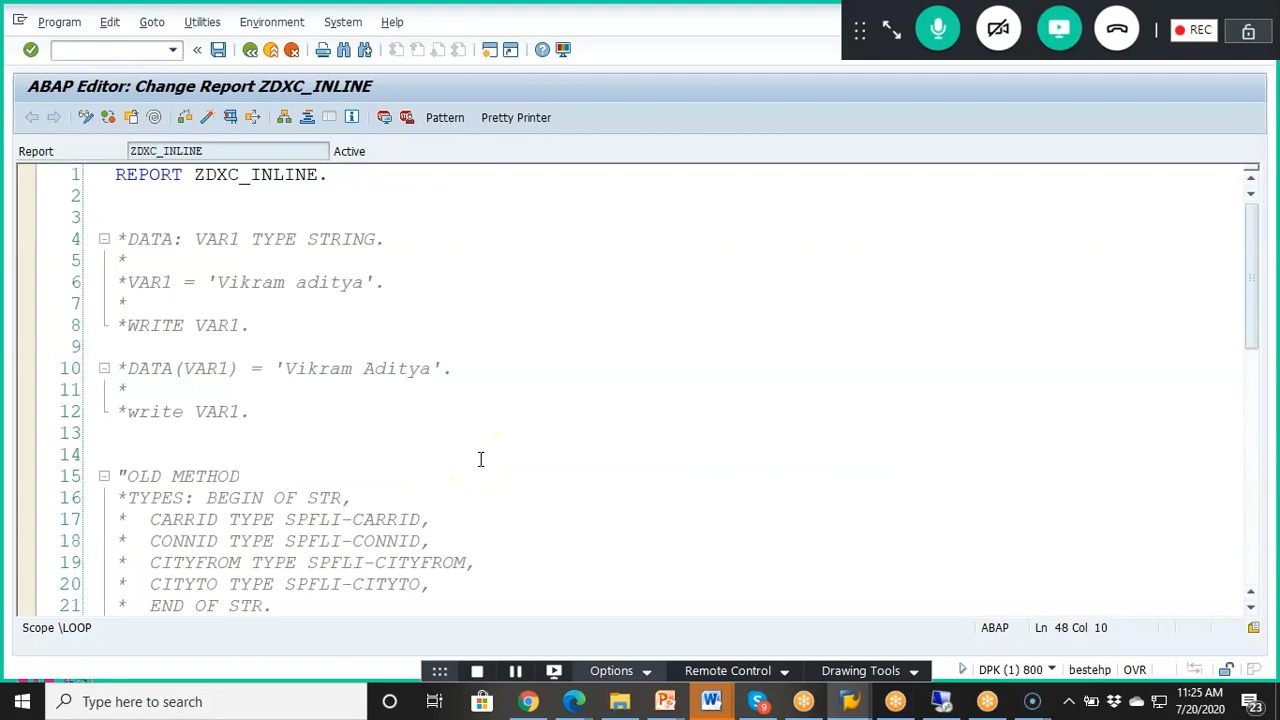 Program Edit Goto Utilities Environment System Help
REC
ABAP Editor: Change Report ZDXC_INLINE
Pattern Pretty Printer
Report ZDXC_INLINE Active
1 REPORT ZDXC_INLINE.
2
3
4 *DATA: VAR1 TYPE STRING.
5 *
6 *VAR1 = 'Vikram aditya'.
7 *
8 *WRITE VAR1.
9
10 *DATA(VAR1) = 'Vikram Aditya'.
11 *
12 *write VAR1.
13
14
15 "OLD METHOD
16 *TYPES: BEGIN OF STR,
17 * CARRID TYPE SPFLI-CARRID,
18 * CONNID TYPE SPFLI-CONNID,
19 * CITYFROM TYPE SPFLI-CITYFROM,
20 * CITYTO TYPE SPFLI-CITYTO,
21 * END OF STR.
Scope \LOOP ABAP Ln 48 Col 10
Options Remote Control Drawing Tools DPK (1) 800 bestehp OVR
Type here to search 9 11:25 AM
7/20/2020 23